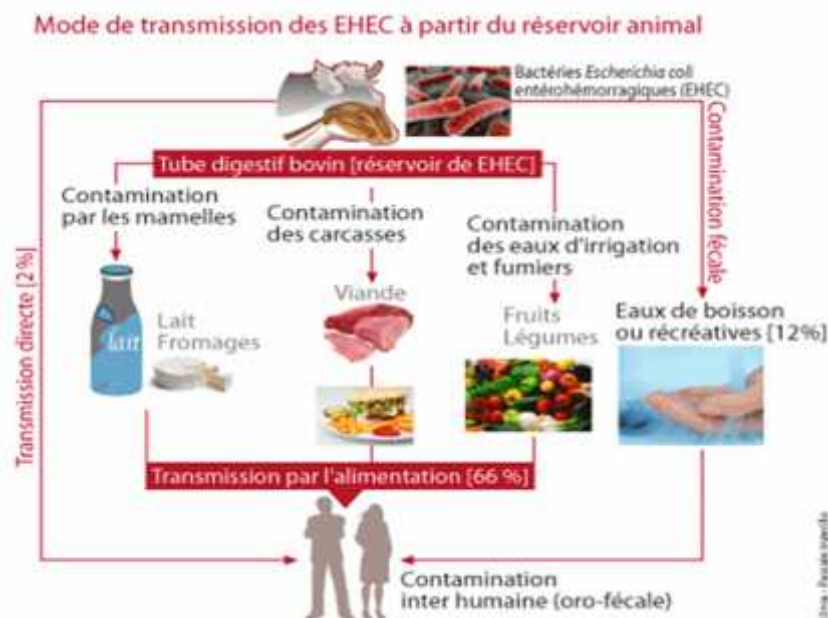 Mode de transmission des EHEC à partir du réservoir animal
Bactéries Escherichia coli
entérohémorragiques (EHEC)
Tube digestif bovin [réservoir de EHEC]
Contamination
par les mamelles
Contamination
des carcasses
Contamination
des eaux d'irrigation
et fumiers
Contamination fécale
Transmission directe [2%]
lait
Lait
Fromages
Viande
Fruits
Légumes
Eaux de boisson
ou récréatives [12%]
Transmission par l'alimentation [66 %]
Contamination
inter humaine (oro-fécale)